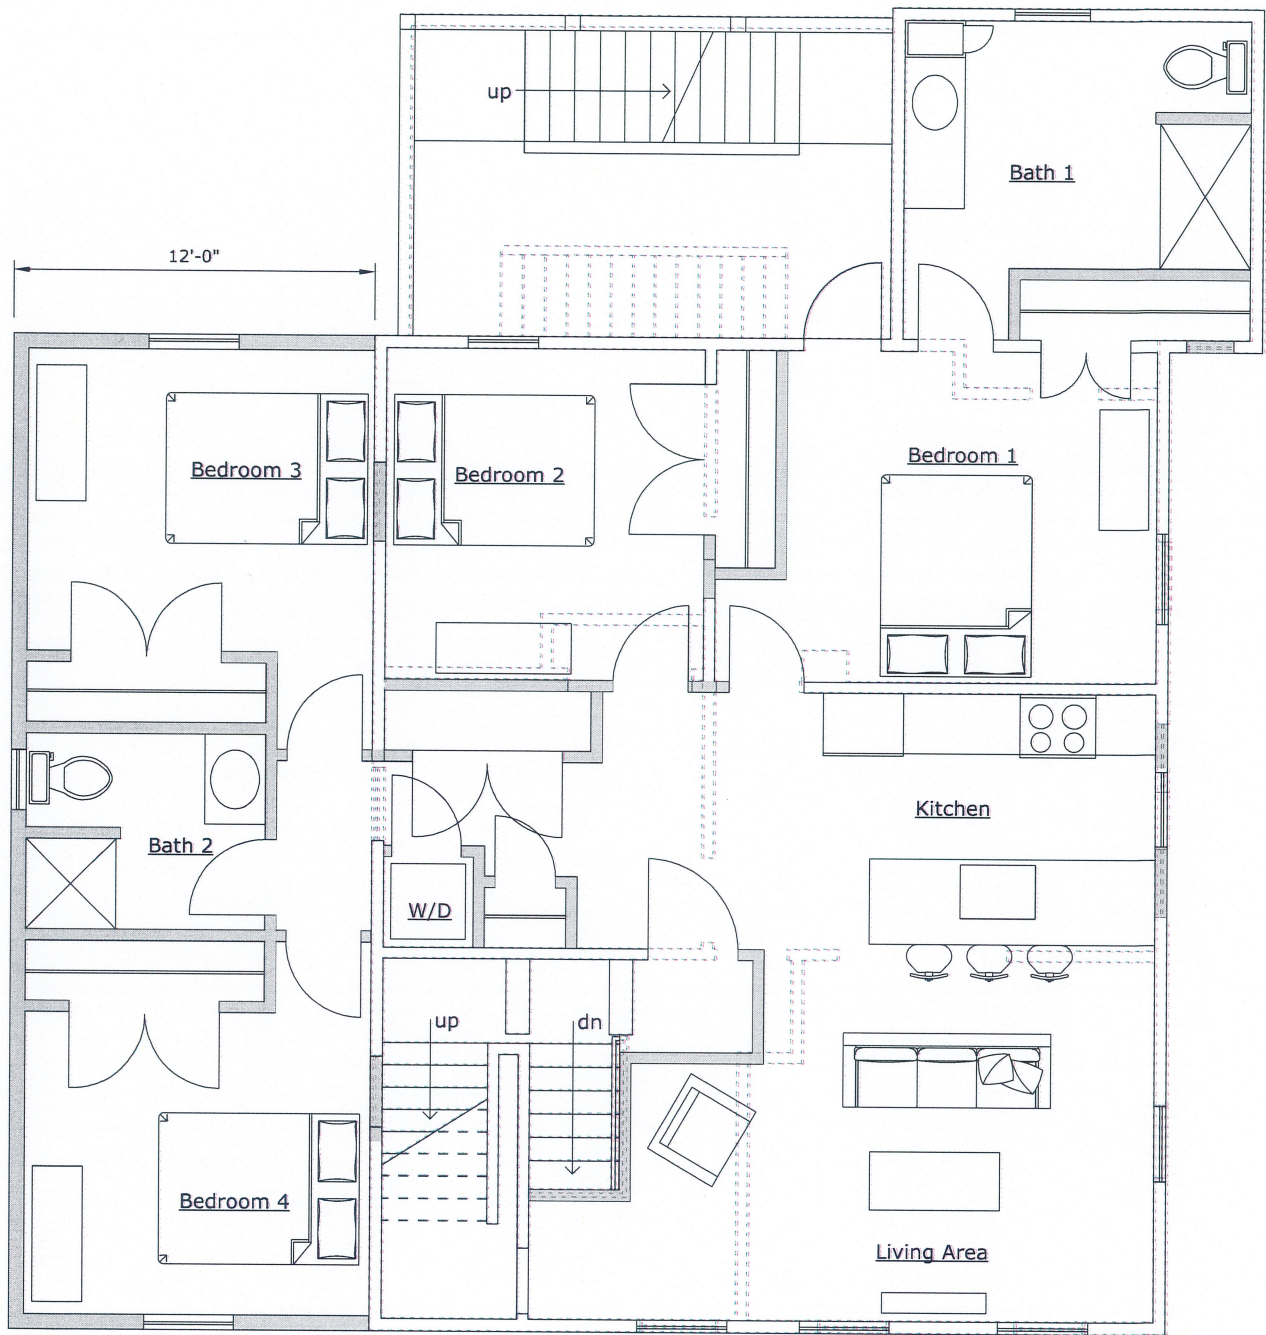 up
Bath 1
12'-0"
Bedroom 1
Bedroom 3
Bedroom 2
Kitchen
Bath 2
W/D
up
dn
Bedroom 4
Living Area